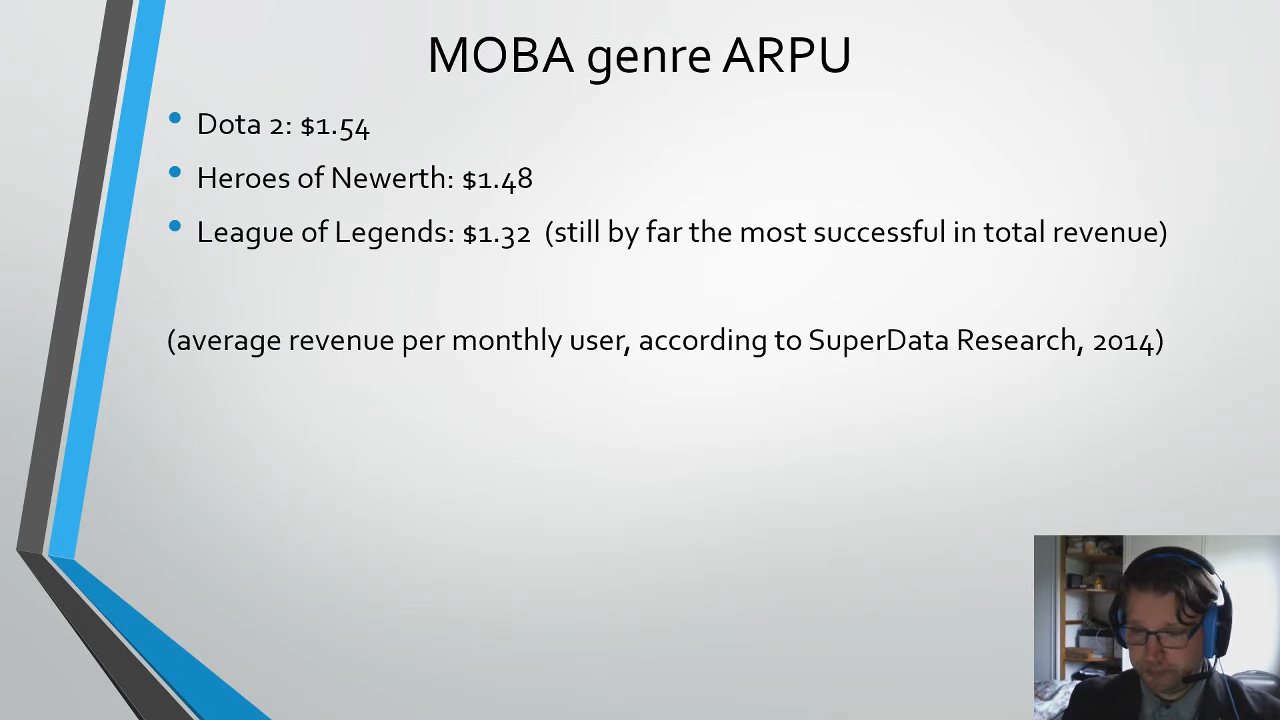 MOBA genre ARPU
• Dota 2: $1.54
• Heroes of Newerth: $1.48
• League of Legends: $1.32 (still by far the most successful in total revenue)
(average revenue per monthly user, according to SuperData Research, 2014)